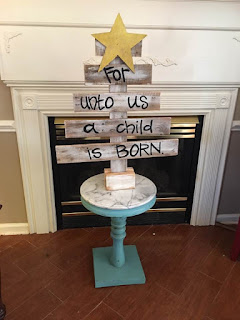 For
unto us
a child
is BORN.